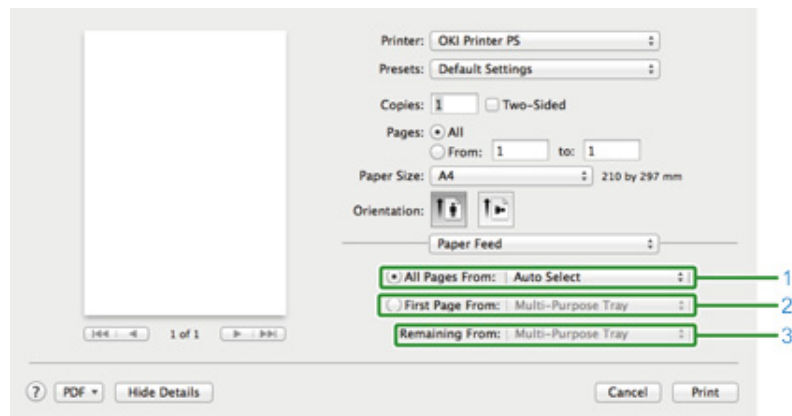 Printer: OKI Printer PS
Presets: Default Settings
Copies: 1 Two-Sided
Pages: All
From: 1 to: 1
Paper Size: A4 210 by 297 mm
Orientation:
Paper Feed
All Pages From: Auto Select 1
First Page From: Multi-Purpose Tray 2
Remaining From: Multi-Purpose Tray 3
1 of 1
? PDF Hide Details Cancel Print